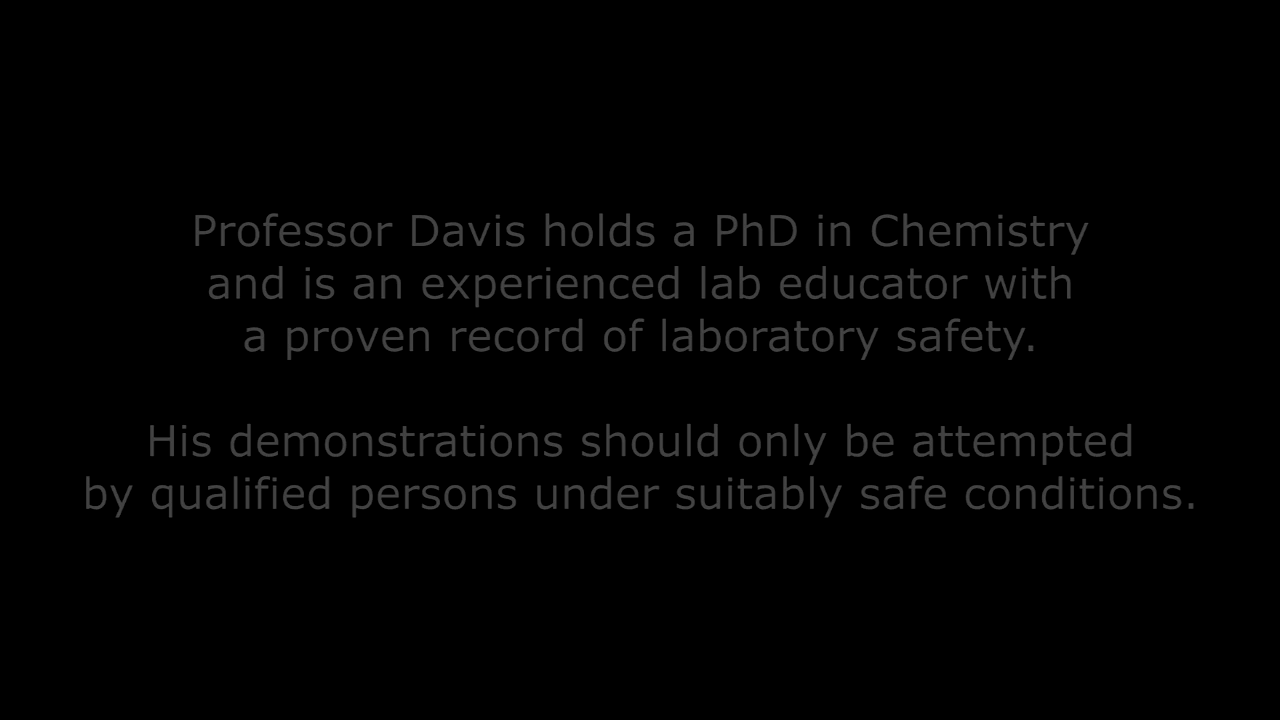 Professor Davis holds a PhD in Chemistry
and is an experienced lab educator with
a proven record of laboratory safety.
His demonstrations should only be attempted
by qualified persons under suitably safe conditions.